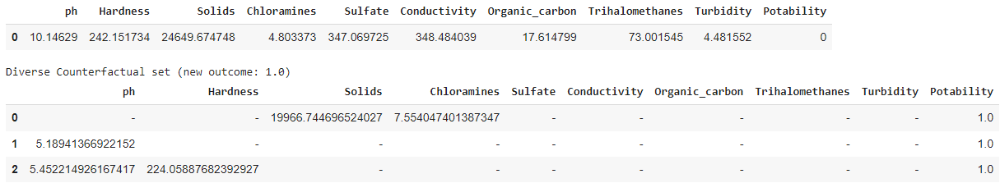 ph Hardness Solids Chloramines Sulfate Conductivity Organic_carbon Trihalomethanes Turbidity Potability
0 10.14629 242.151734 24649.674748 4.803373 347.069725 348.484039 17.614799 73.001545 4.481552 0
Diverse Counterfactual set (new outcome: 1.0)
ph Hardness Solids Chloramines Sulfate Conductivity Organic_carbon Trihalomethanes Turbidity Potability
0 - - 19966.744696524027 7.554047401387347 - - - - - 1.0
1 5.18941366922152 - - - - - - - - 1.0
2 5.452214926167417 224.05887682392927 - - - - - - - 1.0